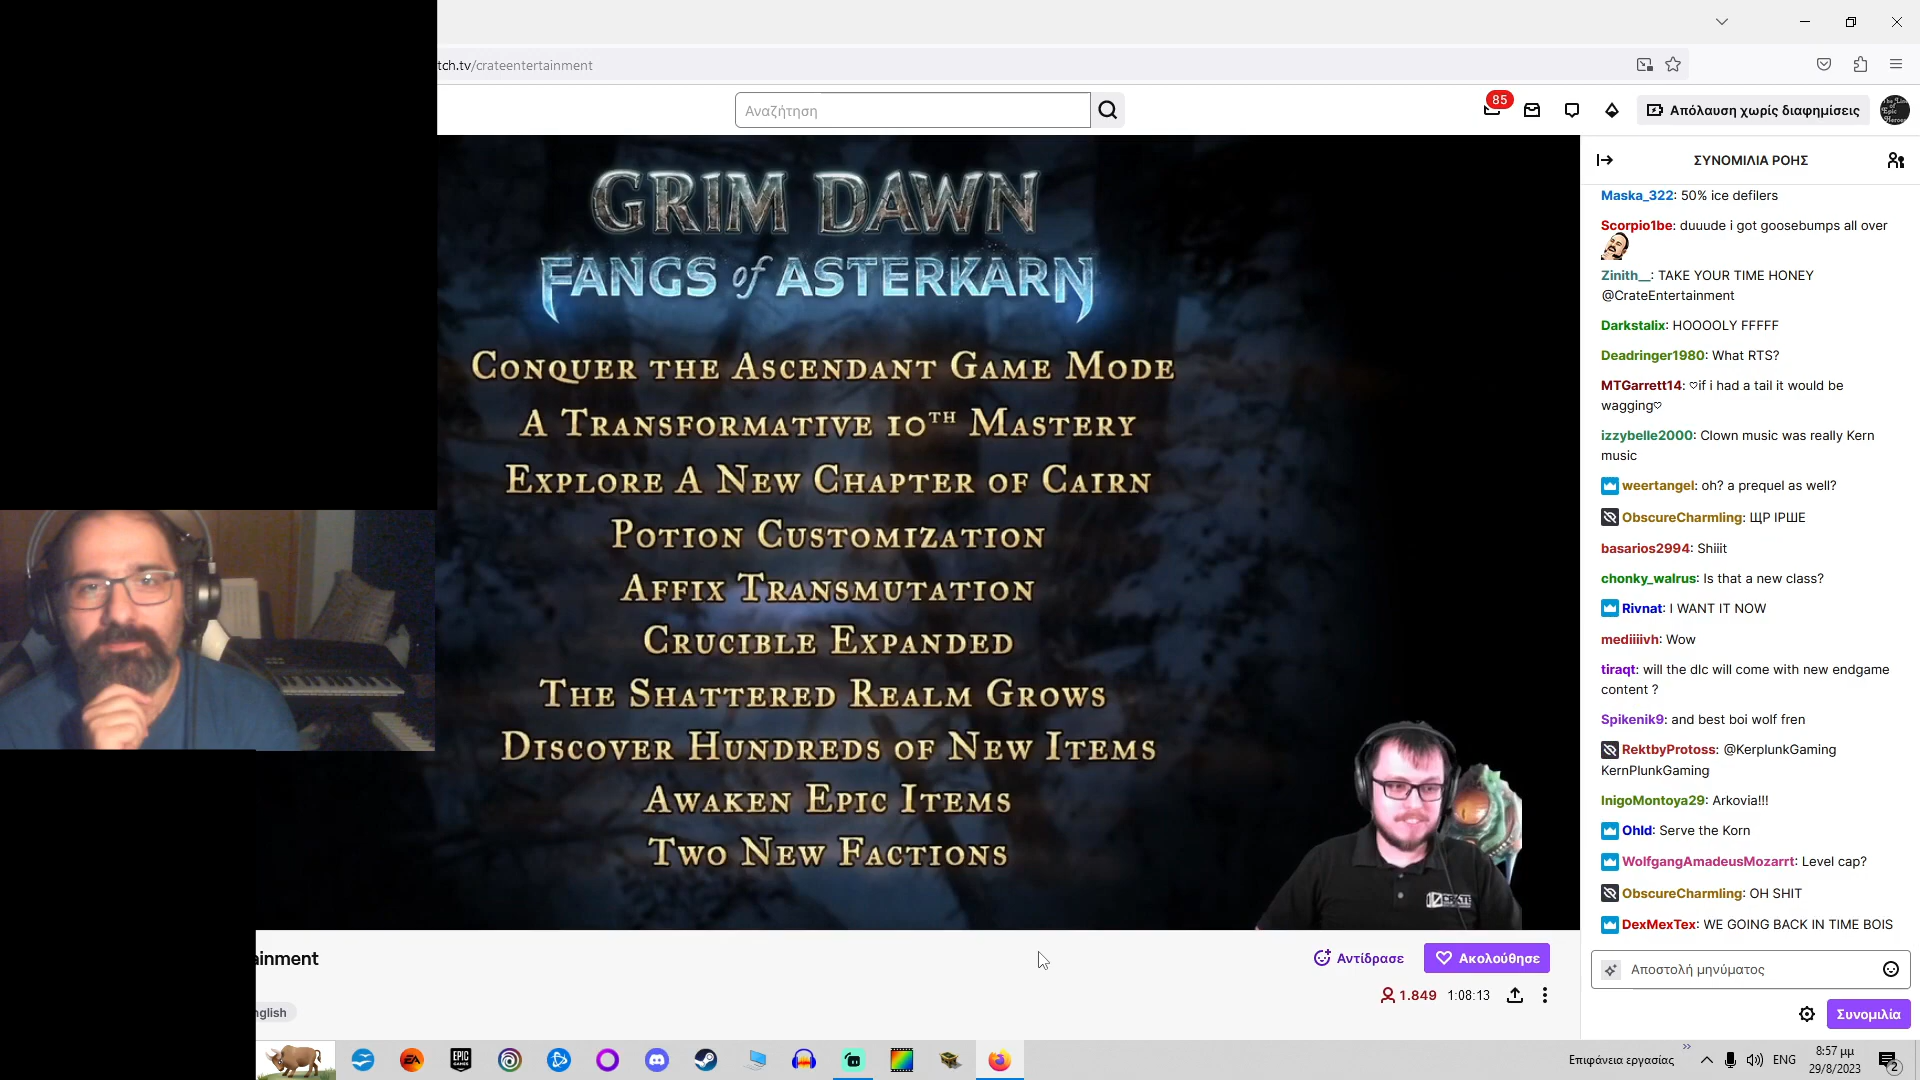 tch.tv/crateentertainment
Αναζήτηση
85
Απόλαυση χωρίς διαφημίσεις
GRIM DAWN
FANGS of ASTERKARN
CONQUER THE ASCENDANT GAME MODE
A TRANSFORMATIVE 10TH MASTERY
EXPLORE A NEW CHAPTER OF CAIRN
POTION CUSTOMIZATION
AFFIX TRANSMUTATION
CRUCIBLE EXPANDED
THE SHATTERED REALM GROWS
DISCOVER HUNDREDS OF NEW ITEMS
AWAKEN EPIC ITEMS
TWO NEW FACTIONS
CRATE
ΣΥΝΟΜΙΛΙΑ ΡΟΗΣ
Maska_322: 50% ice defilers
Scorpio1be: duuude i got goosebumps all over
Zinith__: TAKE YOUR TIME HONEY
@CrateEntertainment
Darkstalix: HOOOOLY FFFFF
Deadringer1980: What RTS?
MTGarrett14: ♡if i had a tail it would be
wagging♡
izzybelle2000: Clown music was really Kern
music
weertangel: oh? a prequel as well?
ObscureCharmling: ЩР ІРШЕ
basarios2994: Shiiit
chonky_walrus: Is that a new class?
Rivnat: I WANT IT NOW
mediiiivh: Wow
tiraqt: will the dlc will come with new endgame
content ?
Spikenik9: and best boi wolf fren
RektbyProtoss: @KerplunkGaming
KernPlunkGaming
InigoMontoya29: Arkovia!!!
Ohld: Serve the Korn
WolfgangAmadeusMozarrt: Level cap?
ObscureCharmling: OH SHIT
DexMexTex: WE GOING BACK IN TIME BOIS
Αποστολή μηνύματος
Συνομιλία
ainment
Αντίδρασε
Ακολούθησε
1.849
1:08:13
nglish
EPIC GAMES
EA
Επιφάνεια εργασίας
ENG
8:57 μμ
29/8/2023
2